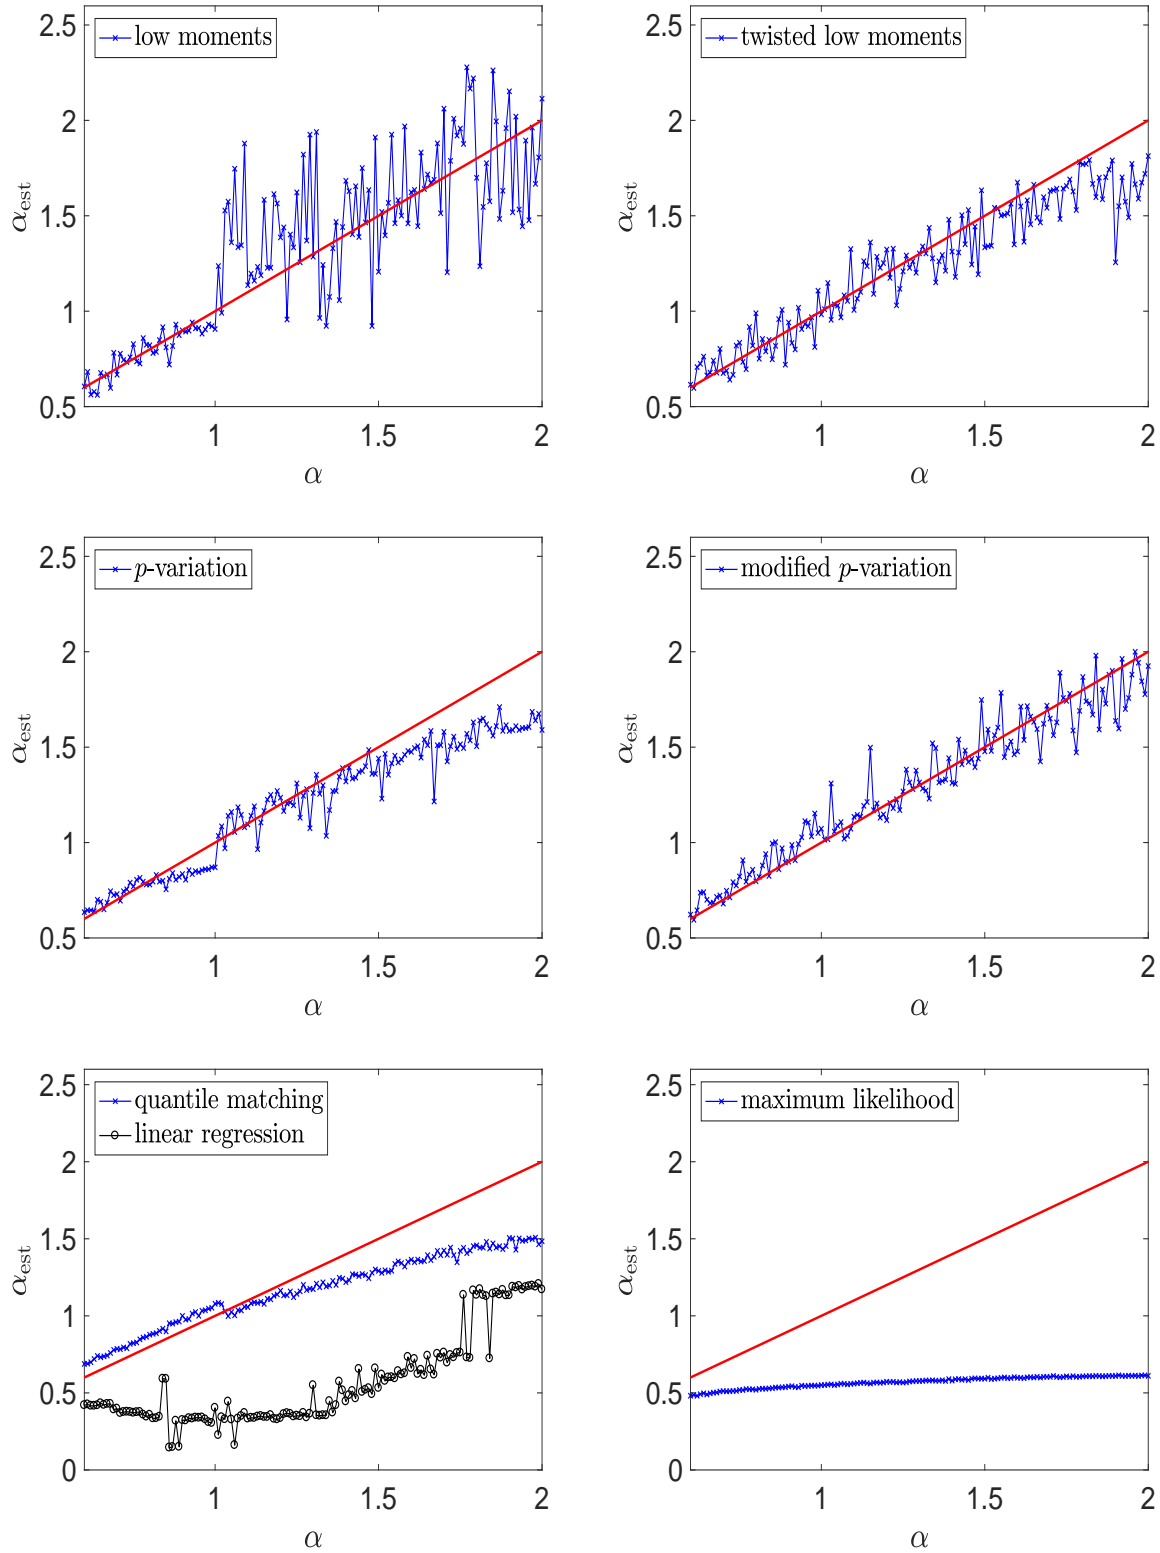 low moments
2.5
2
1.5
1
0.5
α_est
1
1.5
2
α
twisted low moments
2.5
2
1.5
1
0.5
α_est
1
1.5
2
α
p-variation
2.5
2
1.5
1
0.5
α_est
1
1.5
2
α
modified p-variation
2.5
2
1.5
1
0.5
α_est
1
1.5
2
α
quantile matching
linear regression
2.5
2
1.5
1
0.5
0
α_est
1
1.5
2
α
maximum likelihood
2.5
2
1.5
1
0.5
0
α_est
1
1.5
2
α